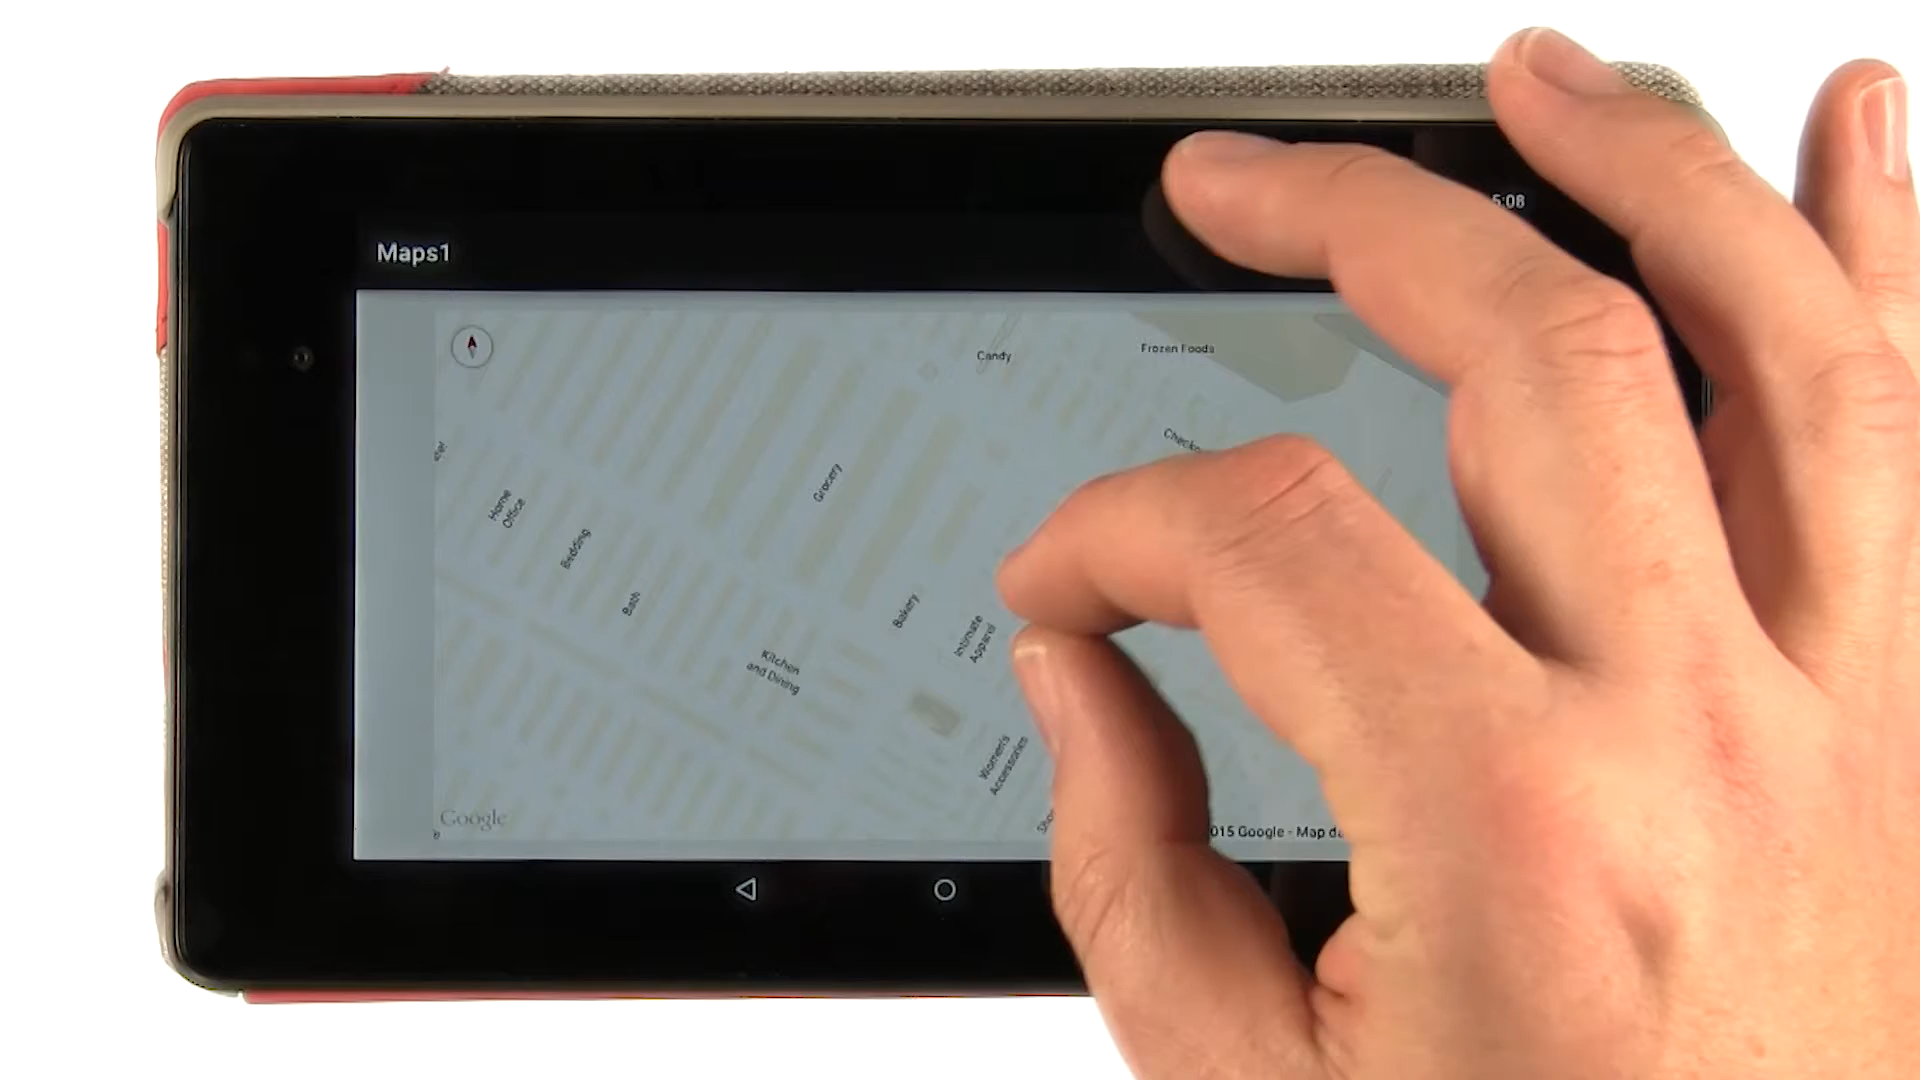 5:08
Maps1
Candy
Frozen Foods
Grocery
Home
Office
Bedding
Bath
Bakery
Intimate
Apparel
Kitchen
and Dining
Women's
Accessories
Google
015 Google - Map